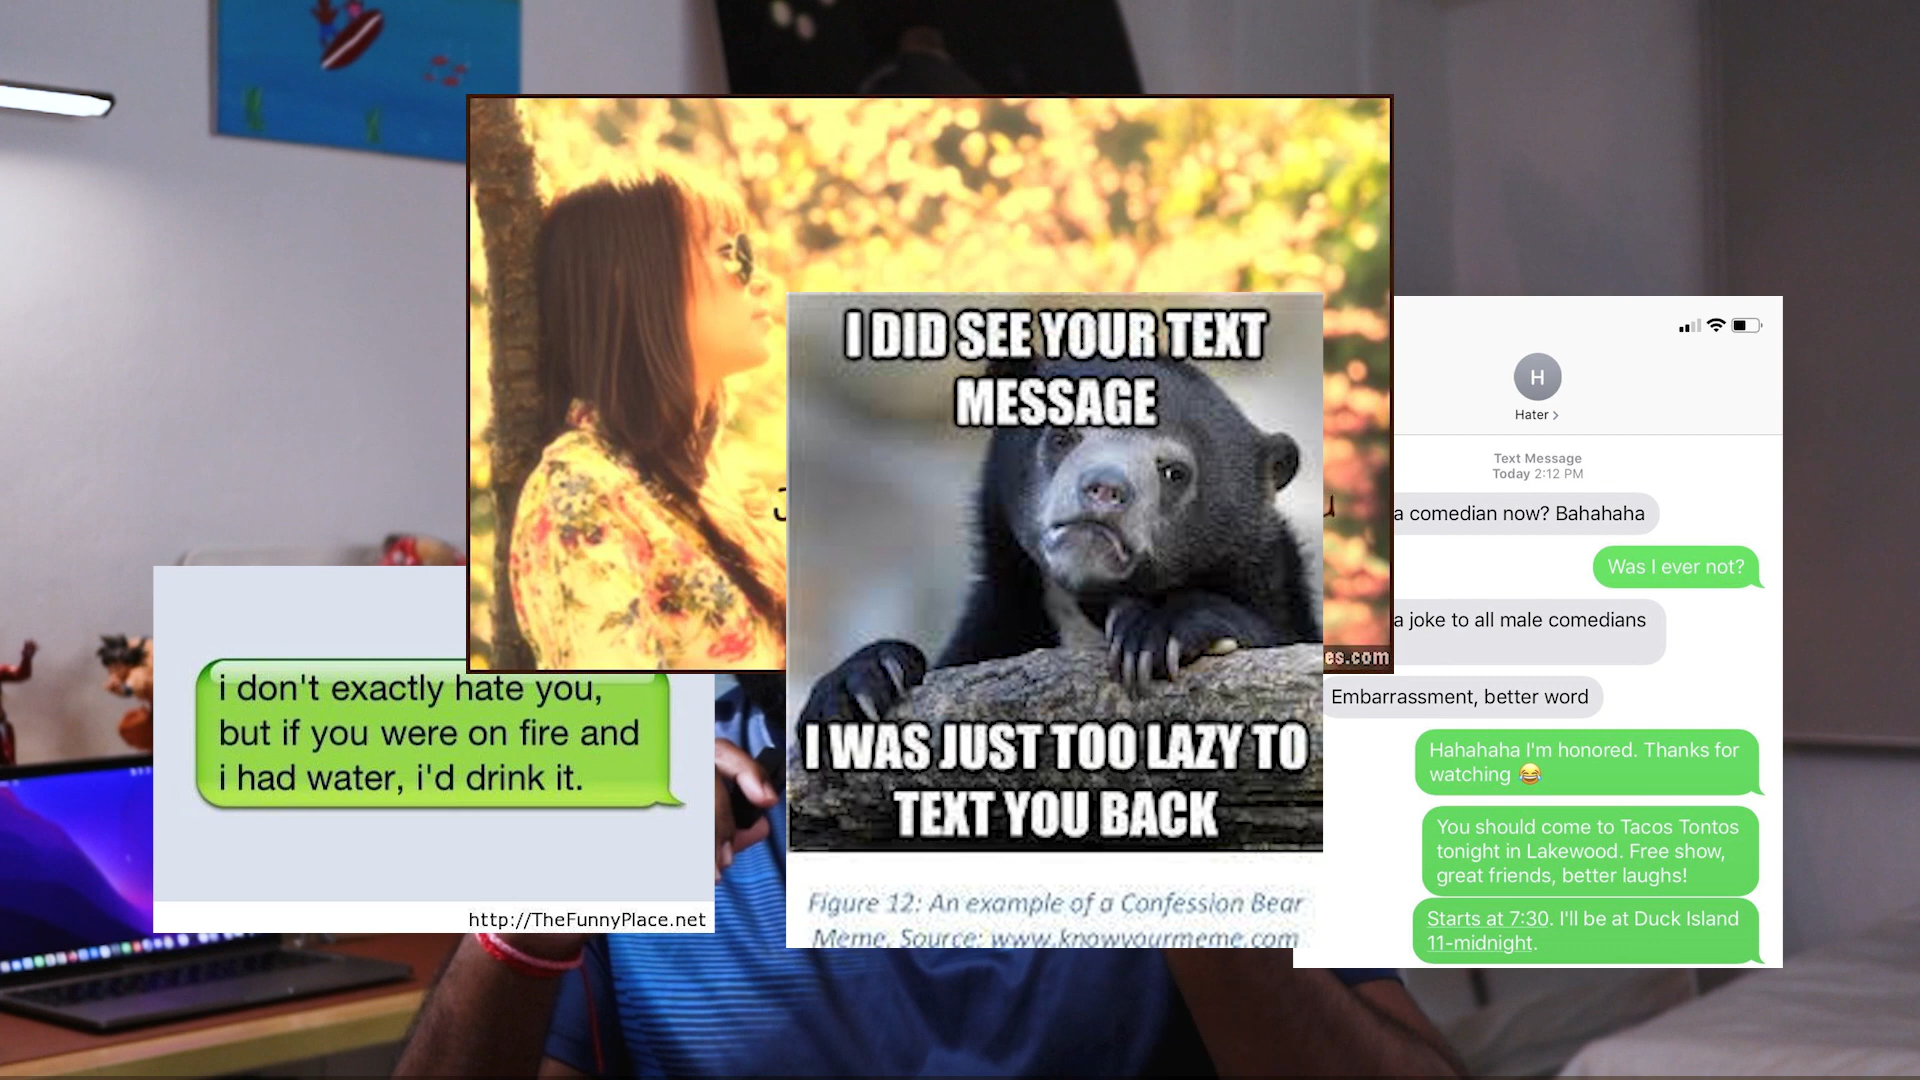 I DID SEE YOUR TEXT
MESSAGE
I WAS JUST TOO LAZY TO
TEXT YOU BACK
Figure 12: An example of a Confession Bear
Meme. Source: www.knowyourmeme.com
i don't exactly hate you,
but if you were on fire and
i had water, i'd drink it.
http://TheFunnyPlace.net
es.com
H
Hater >
Text Message
Today 2:12 PM
a comedian now? Bahahaha
Was I ever not?
a joke to all male comedians
Embarrassment, better word
Hahahaha I'm honored. Thanks for
watching 😂
You should come to Tacos Tontos
tonight in Lakewood. Free show,
great friends, better laughs!
Starts at 7:30. I'll be at Duck Island
11-midnight.